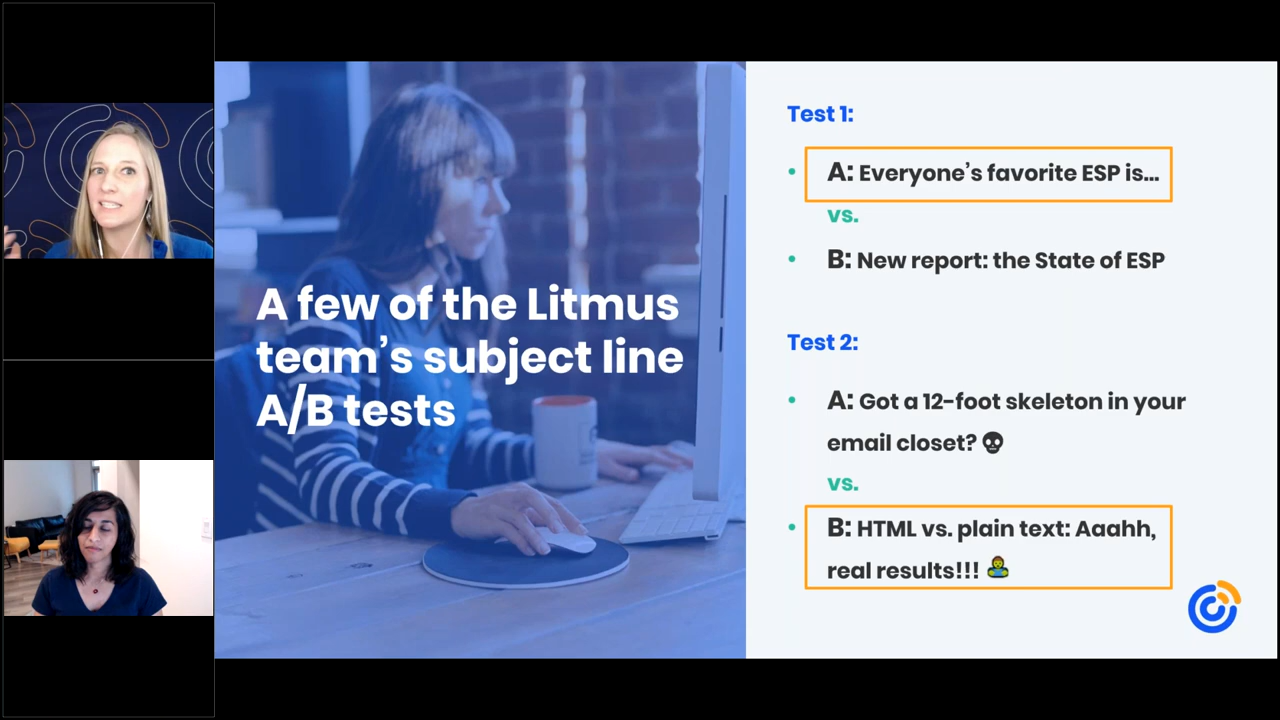 A few of the Litmus
team's subject line
A/B tests
Test 1:
• A: Everyone's favorite ESP is...
vs.
• B: New report: the State of ESP
Test 2:
• A: Got a 12-foot skeleton in your
email closet? 💀
vs.
• B: HTML vs. plain text: Aaahh,
real results!!! 🧟‍♂️